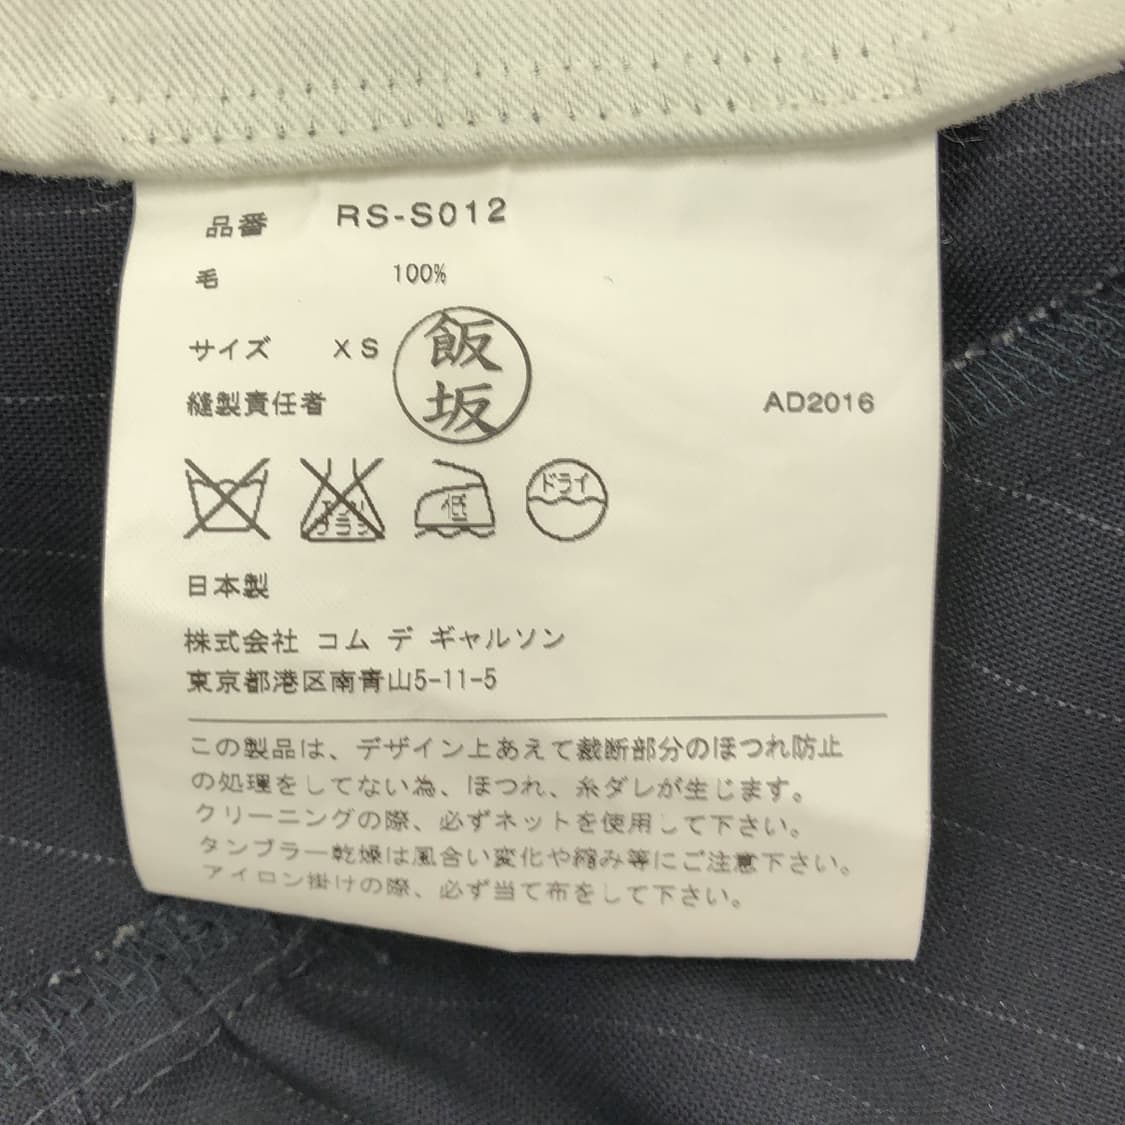 品番 RS-S012
毛 100%
サイズ XS
飯坂
縫製責任者
AD2016
エンソ
フラシ
低
ドライ
日本製
株式会社 コム デ ギャルソン
東京都港区南青山5-11-5
この製品は、デザイン上あえて裁断部分のほつれ防止
の処理をしてない為、ほつれ、糸ダレが生じます。
クリーニングの際、必ずネットを使用して下さい。
タンブラー乾燥は風合い変化や縮み等にご注意下さい。
アイロン掛けの際、必ず当て布をして下さい。